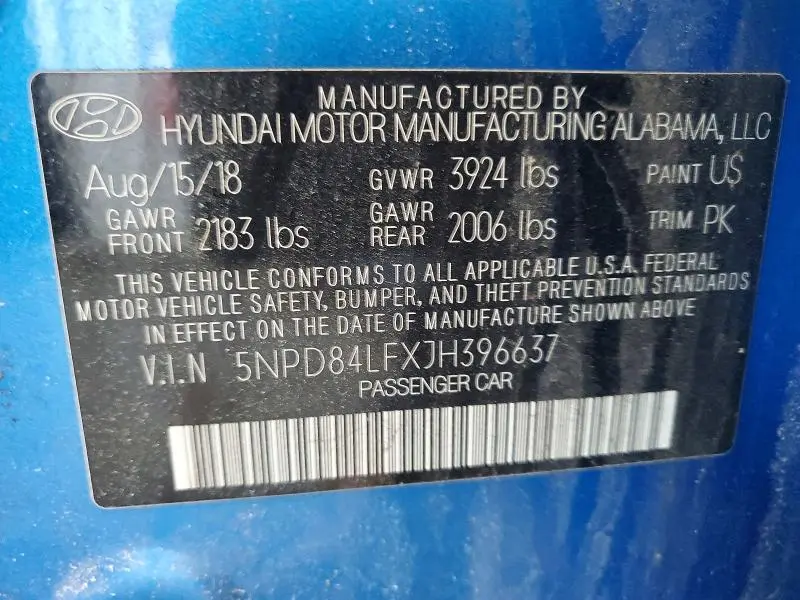 MANUFACTURED BY
HYUNDAI MOTOR MANUFACTURING ALABAMA, LLC
Aug/15/18 GVWR 3924 lbs PAINT U$
GAWR FRONT 2183 lbs GAWR REAR 2006 lbs TRIM PK
THIS VEHICLE CONFORMS TO ALL APPLICABLE U.S.A. FEDERAL
MOTOR VEHICLE SAFETY, BUMPER, AND THEFT PREVENTION STANDARDS
IN EFFECT ON THE DATE OF MANUFACTURE SHOWN ABOVE
V.I.N 5NPD84LFXJH396637
PASSENGER CAR